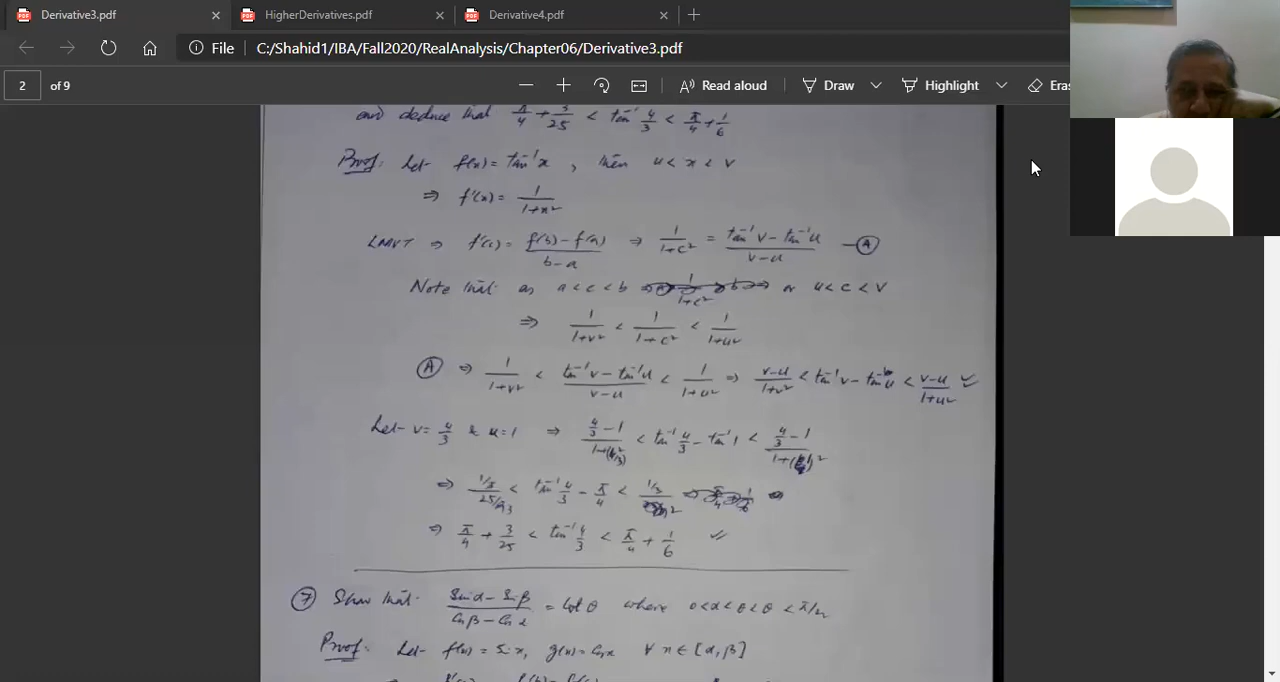 Derivative3.pdf
HigherDerivatives.pdf
Derivative4.pdf
File C:/Shahid1/IBA/Fall2020/RealAnalysis/Chapter06/Derivative3.pdf
2 of 9
Read aloud Draw Highlight Eras
and deduce that π/4 + 3/25 < tan⁻¹ 4/3 < π/4 + 1/6
Proof: Let f(x) = tan⁻¹x , then u < x < v
⇒ f'(x) = 1/(1+x²)
LMVT ⇒ f'(c) = (f(b) − f(a))/(b−a) ⇒ 1/(1+c²) = (tan⁻¹v − tan⁻¹u)/(v−u) — Ⓐ
Note that as a < c < b or u < c < v
⇒ 1/(1+v²) < 1/(1+c²) < 1/(1+u²)
Ⓐ ⇒ 1/(1+v²) < (tan⁻¹v − tan⁻¹u)/(v−u) < 1/(1+u²) ⇒ (v−u)/(1+v²) < tan⁻¹v − tan⁻¹u < (v−u)/(1+u²) ✓
Let v = 4/3 & u = 1 ⇒ (4/3 − 1)/(1+(4/3)²) < tan⁻¹ 4/3 − tan⁻¹ 1 < (4/3 − 1)/(1+(1)²)
⇒ (1/3)/(25/9) < tan⁻¹ 4/3 − π/4 < (1/3)/2
⇒ π/4 + 3/25 < tan⁻¹ 4/3 < π/4 + 1/6
⑦ Show that (Sin α − Sin β)/(Cos β − Cos α) = Cot θ where 0 < α < θ < θ < π/2
Proof: Let f(x) = Sin x, g(x) = Cos x ∀ x ∈ [α, β]